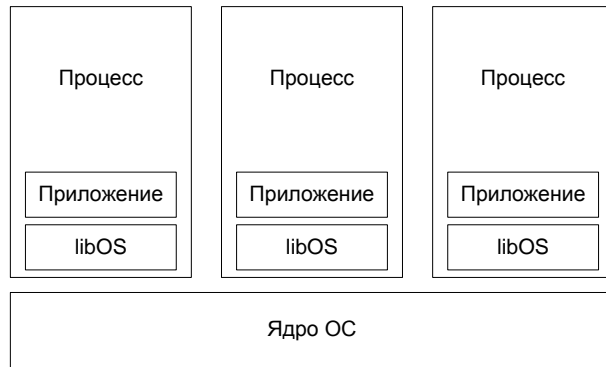 Процесс
Процесс
Процесс
Приложение
Приложение
Приложение
libOS
libOS
libOS
Ядро ОС